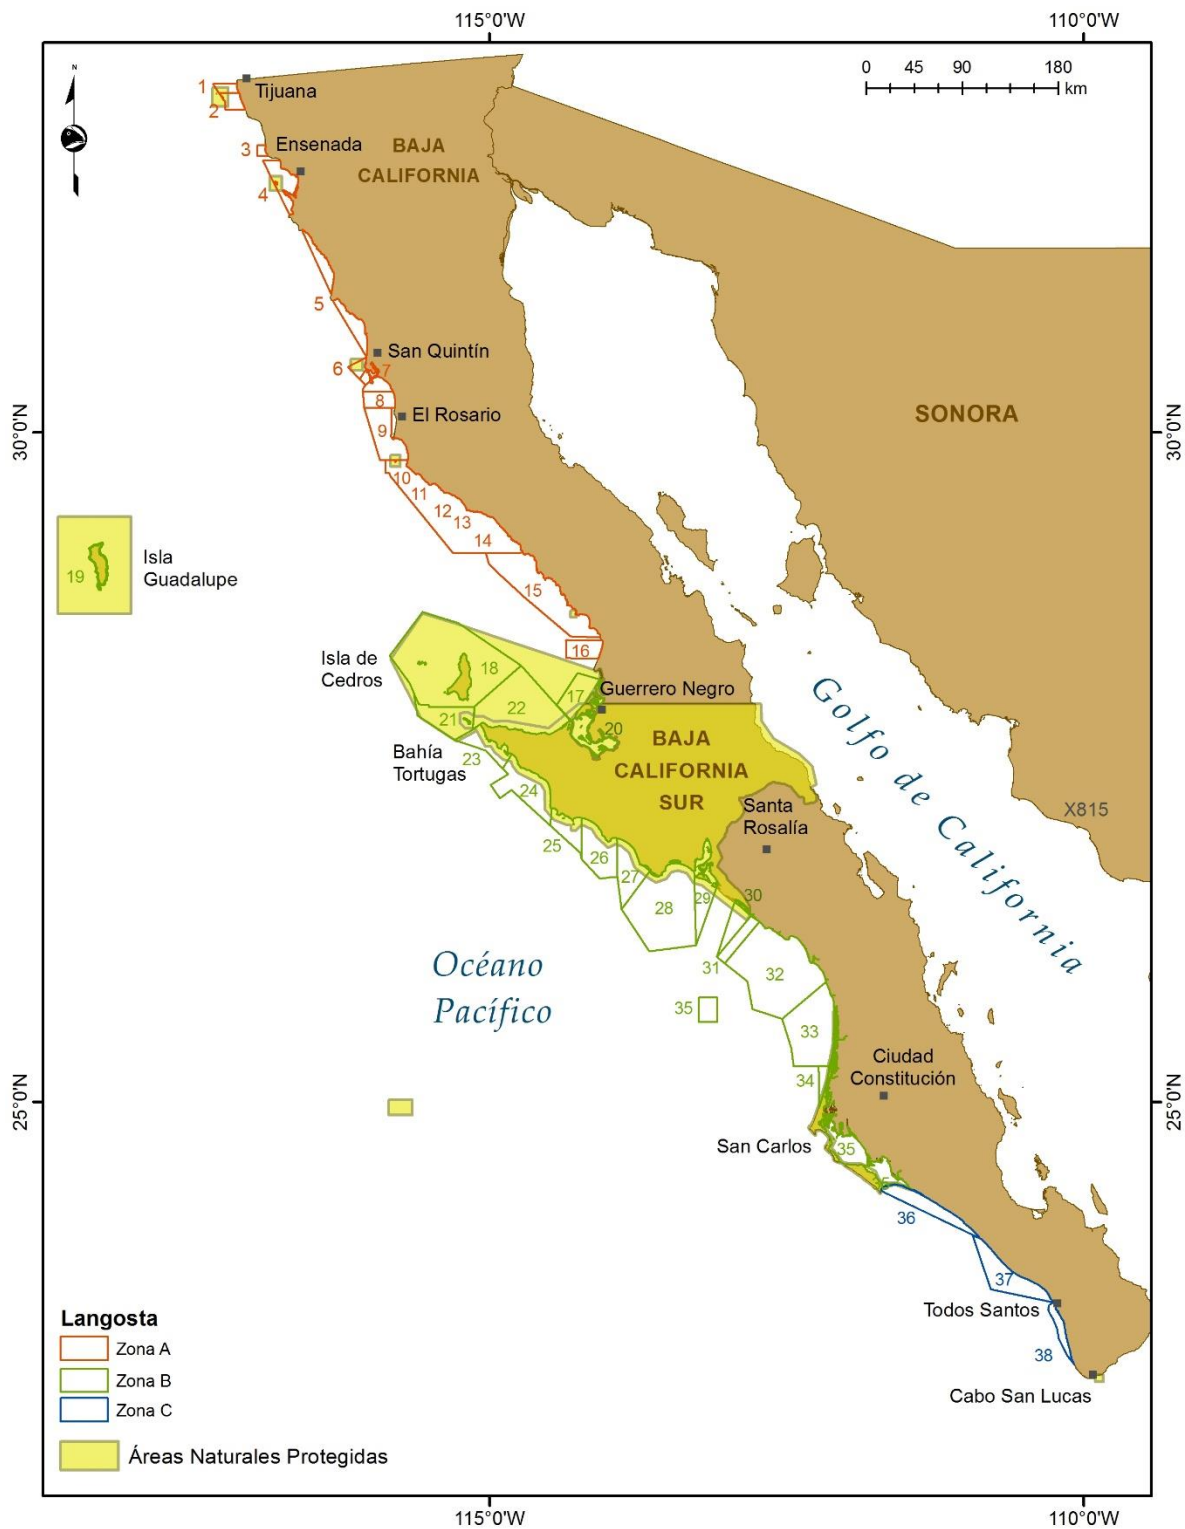 115°0'W
110°0'W
N
0 45 90 180
km
1
Tijuana
2
Ensenada
3
BAJA
CALIFORNIA
4
5
San Quintín
6
7
8
El Rosario
9
SONORA
30°0'N
30°0'N
10
11
12
13
14
Isla
Guadalupe
19
15
16
Isla de
Cedros
18
17
Guerrero Negro
22
21
20
BAJA
CALIFORNIA
SUR
Bahía
Tortugas
23
24
Santa
Rosalía
Golfo de California
X815
25
26
27
28
29
30
31
32
Océano
Pacífico
35
33
Ciudad
Constitución
34
25°0'N
25°0'N
San Carlos
35
36
37
Todos Santos
38
Cabo San Lucas
Langosta
Zona A
Zona B
Zona C
Áreas Naturales Protegidas
115°0'W
110°0'W